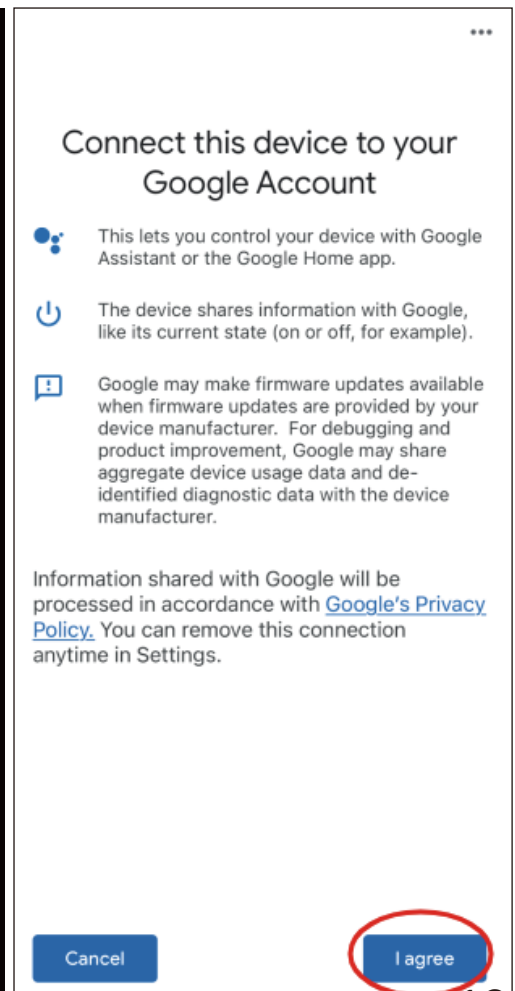 Connect this device to your
Google Account
This lets you control your device with Google
Assistant or the Google Home app.
The device shares information with Google,
like its current state (on or off, for example).
Google may make firmware updates available
when firmware updates are provided by your
device manufacturer. For debugging and
product improvement, Google may share
aggregate device usage data and de-
identified diagnostic data with the device
manufacturer.
Information shared with Google will be
processed in accordance with Google's Privacy
Policy. You can remove this connection
anytime in Settings.
Cancel
I agree